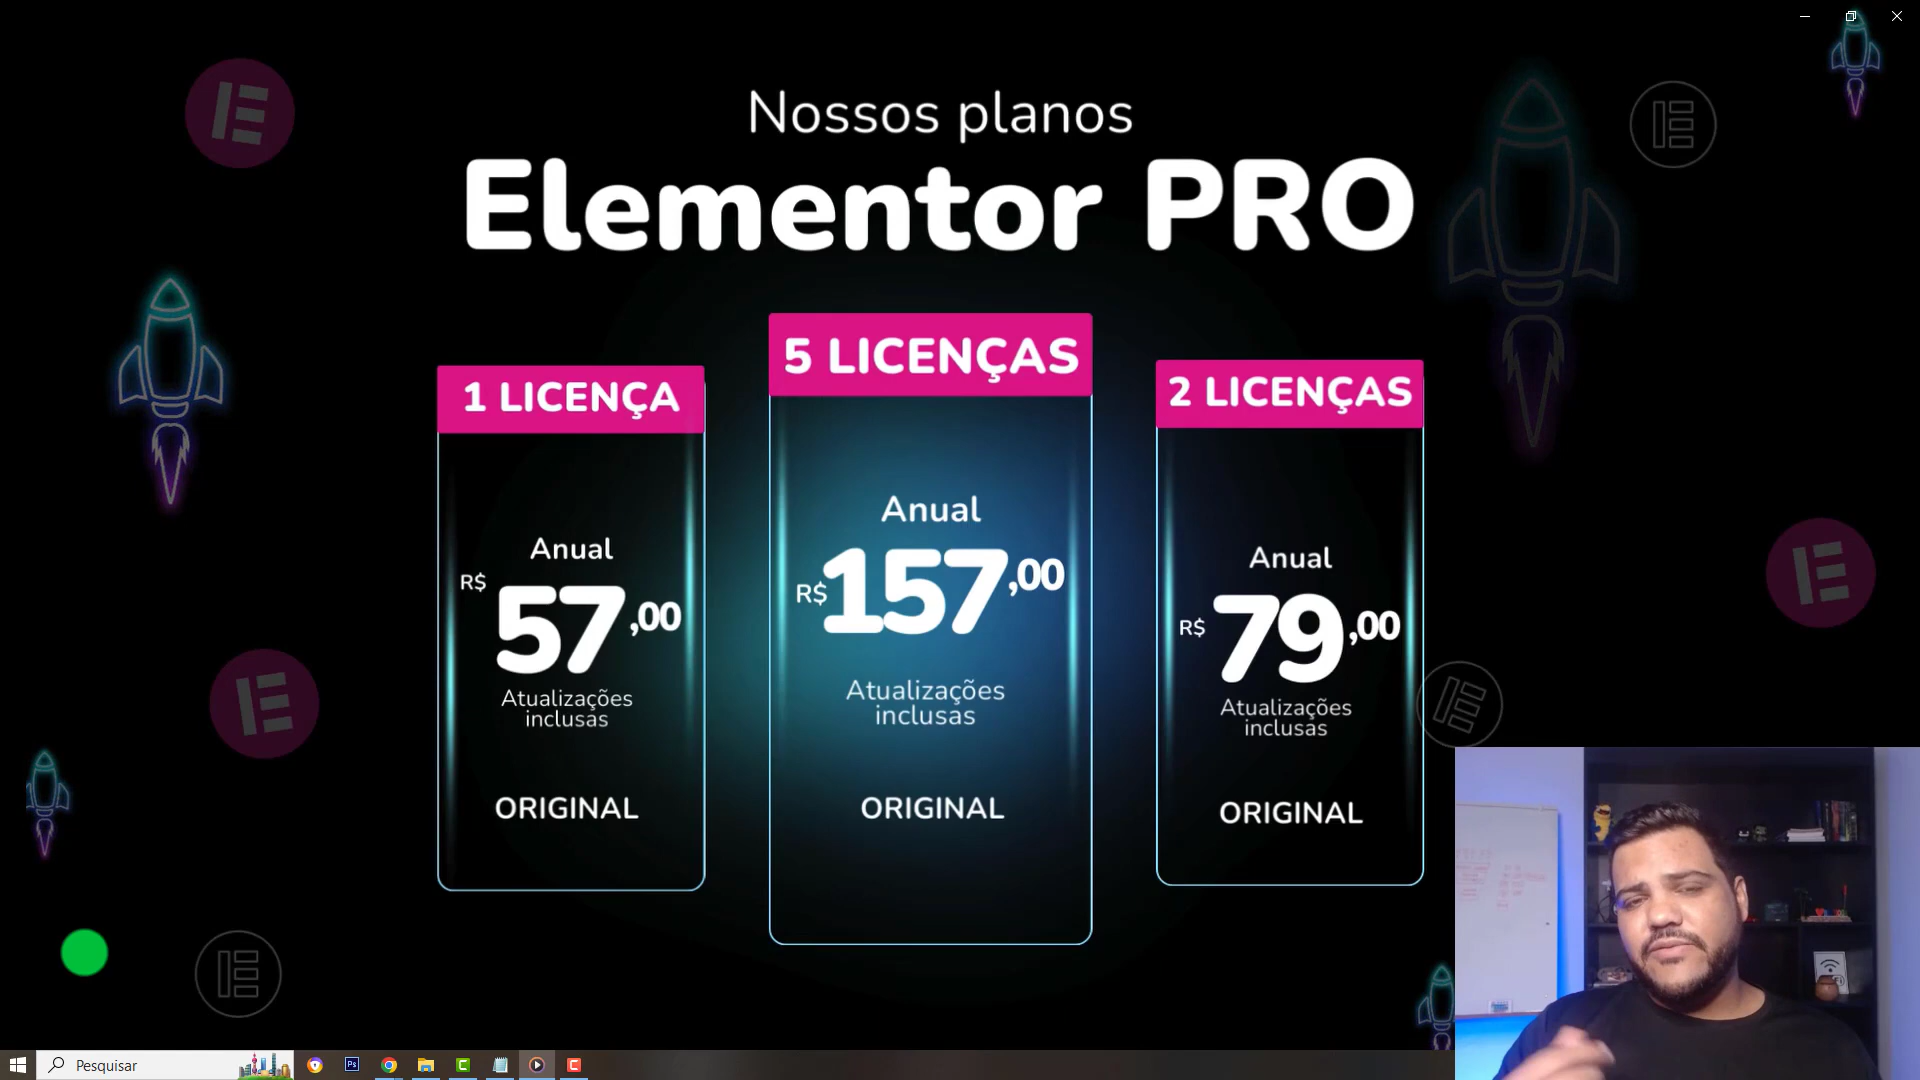 Nossos planos
Elementor PRO
1 LICENÇA
Anual
R$ 57,00
Atualizações
inclusas
ORIGINAL
5 LICENÇAS
Anual
R$ 157,00
Atualizações
inclusas
ORIGINAL
2 LICENÇAS
Anual
R$ 79,00
Atualizações
inclusas
ORIGINAL
Pesquisar
Ps